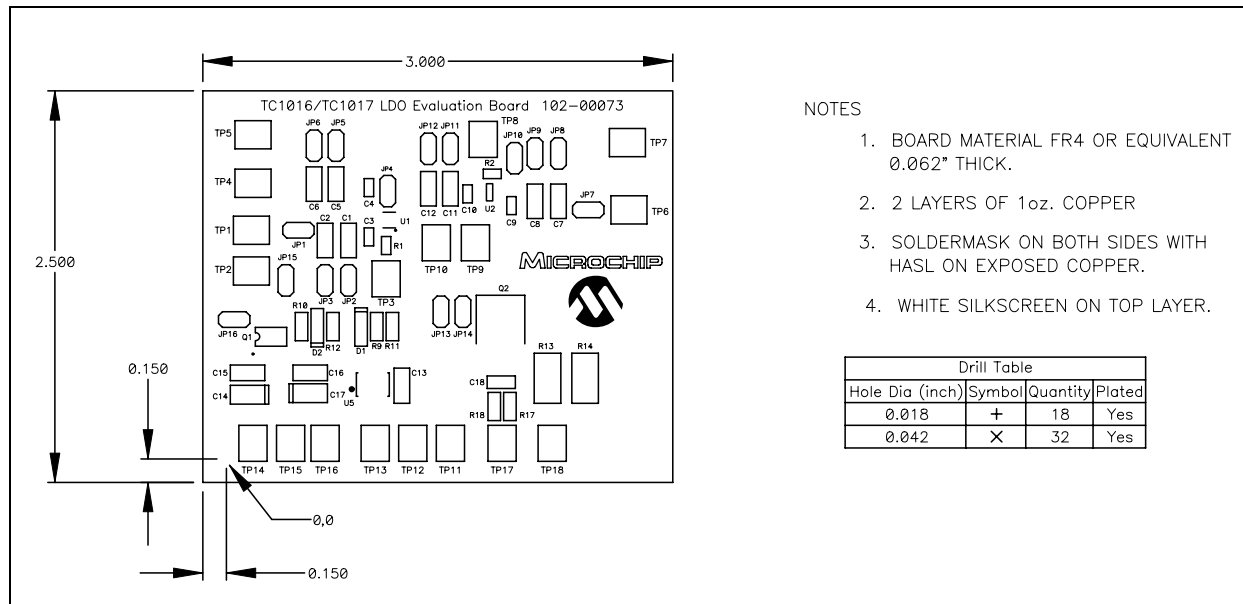 3.000
TC1016/TC1017 LDO Evaluation Board 102-00073
TP8
JP6 JP5 JP12 JP11 JP10 JP9 JP8
TP5 TP7
R2
JP4
TP4
C4
C6 C5 C12 C11 C10 U2 C9 C8 C7 JP7 TP6
U1
C2 C1 C3
TP1 JP1 R1
JP15
TP10 TP9
2.500
TP2
MICROCHIP
JP3 JP2 TP3
Q2
R10
JP13 JP14
JP16 Q1 D2 R12 D1 R9 R11
R13 R14
0.150
C15 C16 C13 C18
C14 C17 U5
R18 R17
TP14 TP15 TP16 TP13 TP12 TP11 TP17 TP18
0,0
0.150
NOTES
1. BOARD MATERIAL FR4 OR EQUIVALENT
0.062" THICK.
2. 2 LAYERS OF 1oz. COPPER
3. SOLDERMASK ON BOTH SIDES WITH
HASL ON EXPOSED COPPER.
4. WHITE SILKSCREEN ON TOP LAYER.
Drill Table
Hole Dia (inch) Symbol Quantity Plated
0.018 + 18 Yes
0.042 × 32 Yes